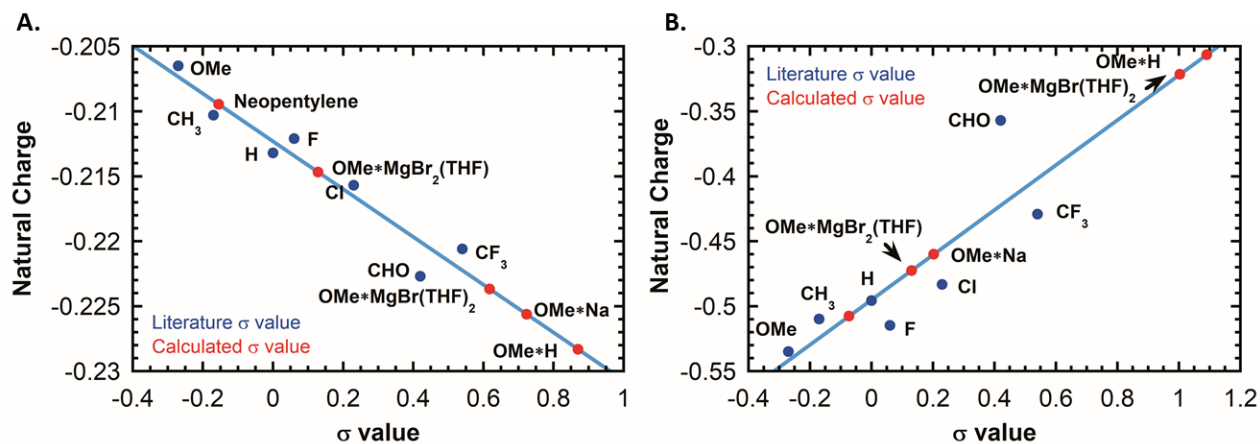 A.
-0.205
-0.21
-0.215
-0.22
-0.225
-0.23
Natural Charge
OMe
Neopentylene
CH₃
F
H
OMe*MgBr₂(THF)
Cl
CF₃
CHO
OMe*MgBr(THF)₂
OMe*Na
OMe*H
Literature σ value
Calculated σ value
-0.4 -0.2 0 0.2 0.4 0.6 0.8 1
σ value
B.
-0.3
-0.35
-0.4
-0.45
-0.5
-0.55
Natural Charge
Literature σ value
Calculated σ value
OMe*H
OMe*MgBr(THF)₂
CHO
CF₃
OMe*MgBr₂(THF)
OMe*Na
H
Cl
CH₃
F
OMe
-0.4 -0.2 0 0.2 0.4 0.6 0.8 1 1.2
σ value